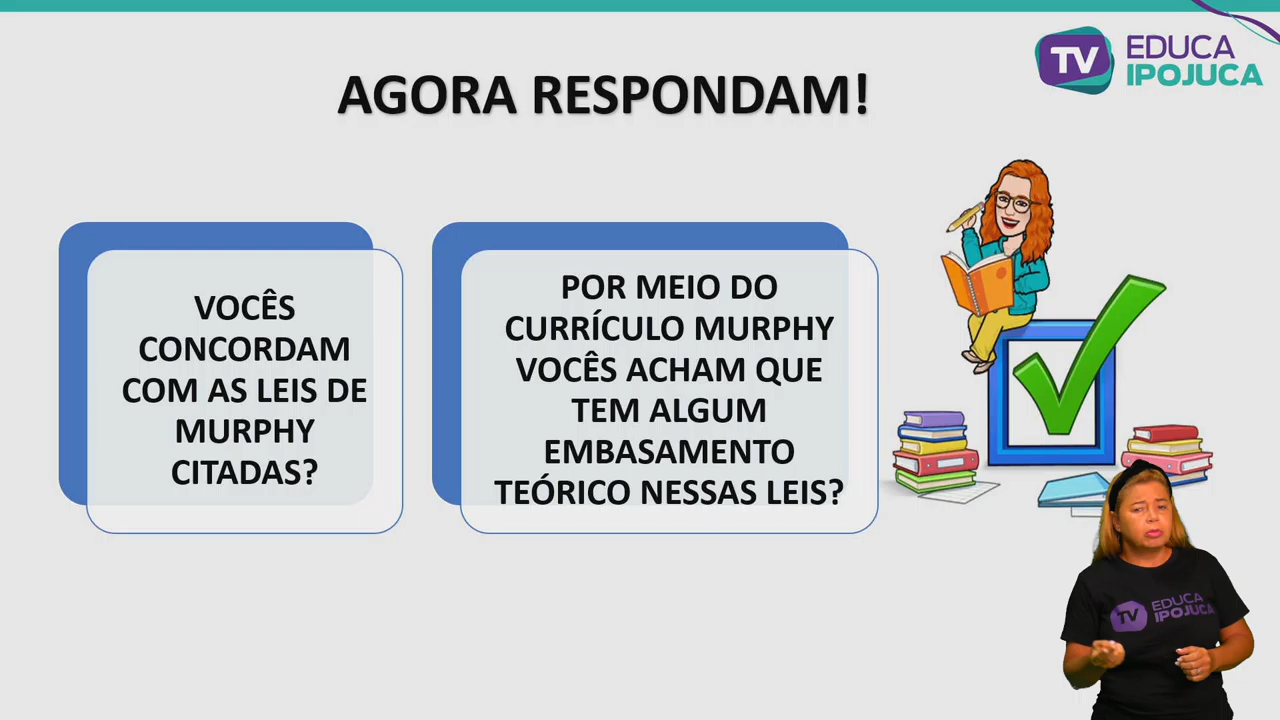 TV EDUCA
IPOJUCA
AGORA RESPONDAM!
VOCÊS
CONCORDAM
COM AS LEIS DE
MURPHY
CITADAS?
POR MEIO DO
CURRÍCULO MURPHY
VOCÊS ACHAM QUE
TEM ALGUM
EMBASAMENTO
TEÓRICO NESSAS LEIS?
TV EDUCA
IPOJUCA